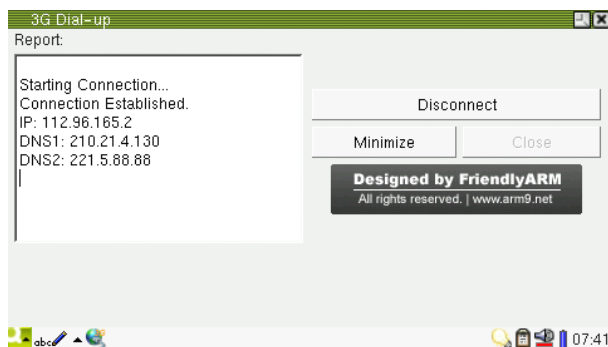 3G Dial-up
Report:
Starting Connection...
Connection Established.
IP: 112.96.165.2
DNS1: 210.21.4.130
DNS2: 221.5.88.88
Disconnect
Minimize
Close
Designed by FriendlyARM
All rights reserved. | www.arm9.net
abc
07:41